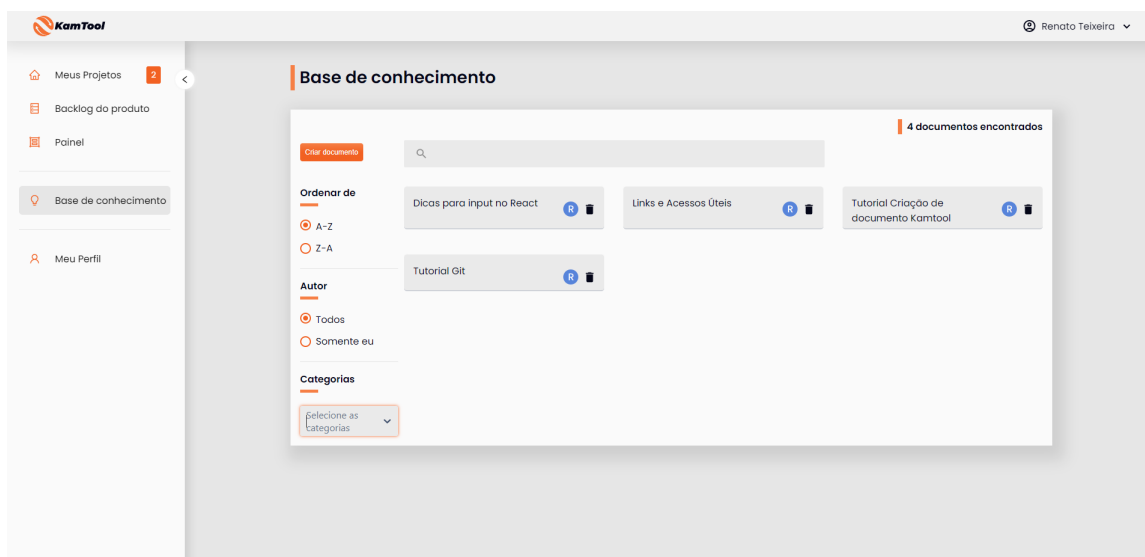 KamTool
Renato Teixeira
Meus Projetos 2
Backlog do produto
Painel
Base de conhecimento
Meu Perfil
Base de conhecimento
4 documentos encontrados
Criar documento
Ordenar de
A-Z
Z-A
Autor
Todos
Somente eu
Categorias
Selecione as
categorias
Dicas para input no React
R
Links e Acessos Úteis
R
Tutorial Criação de
documento Kamtool
R
Tutorial Git
R